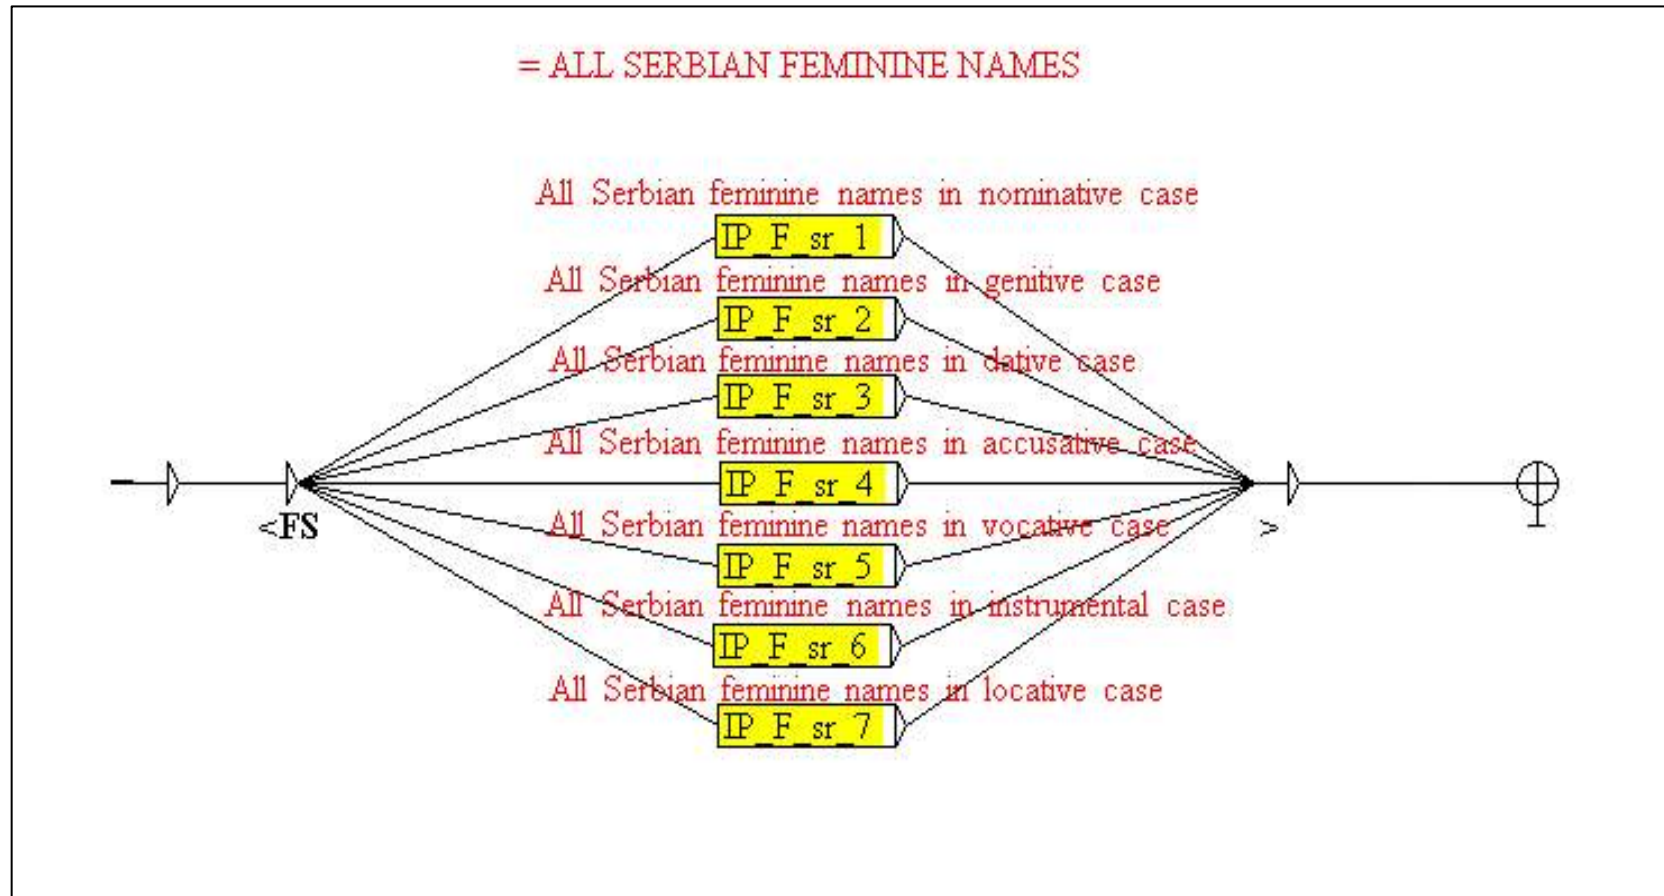 = ALL SERBIAN FEMININE NAMES
All Serbian feminine names in nominative case
IP_F_sr_1
All Serbian feminine names in genitive case
IP_F_sr_2
All Serbian feminine names in dative case
IP_F_sr_3
All Serbian feminine names in accusative case
IP_F_sr_4
<FS
>
All Serbian feminine names in vocative case
IP_F_sr_5
All Serbian feminine names in instrumental case
IP_F_sr_6
All Serbian feminine names in locative case
IP_F_sr_7